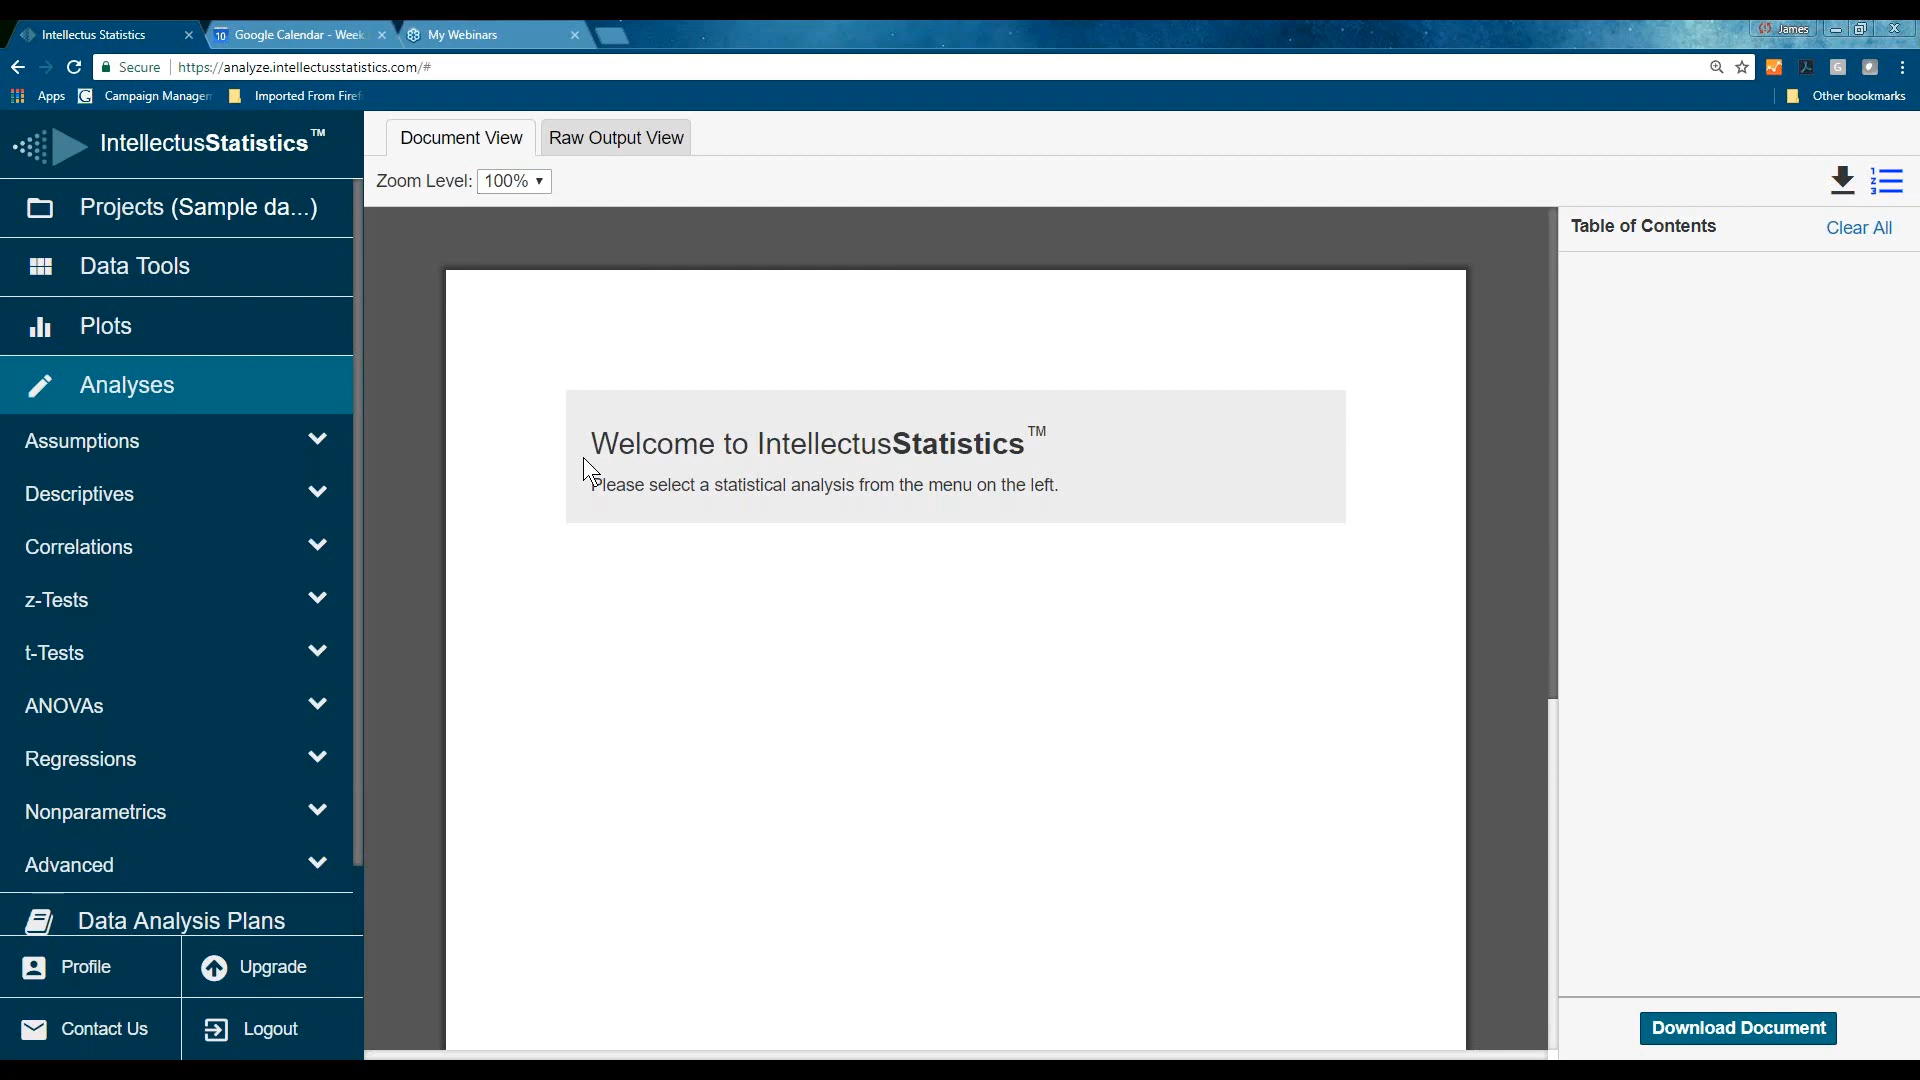 Intellectus Statistics
10 Google Calendar - Week
My Webinars
James
Secure https://analyze.intellectusstatistics.com/#
Apps
Campaign Manager
Imported From Firef
Other bookmarks
IntellectusStatistics™
Document View
Raw Output View
Zoom Level: 100%
Projects (Sample da...)
Table of Contents
Clear All
Data Tools
Plots
Analyses
Assumptions
Descriptives
Correlations
z-Tests
t-Tests
ANOVAs
Regressions
Nonparametrics
Advanced
Data Analysis Plans
Profile
Upgrade
Contact Us
Logout
Welcome to IntellectusStatistics™
Please select a statistical analysis from the menu on the left.
Download Document